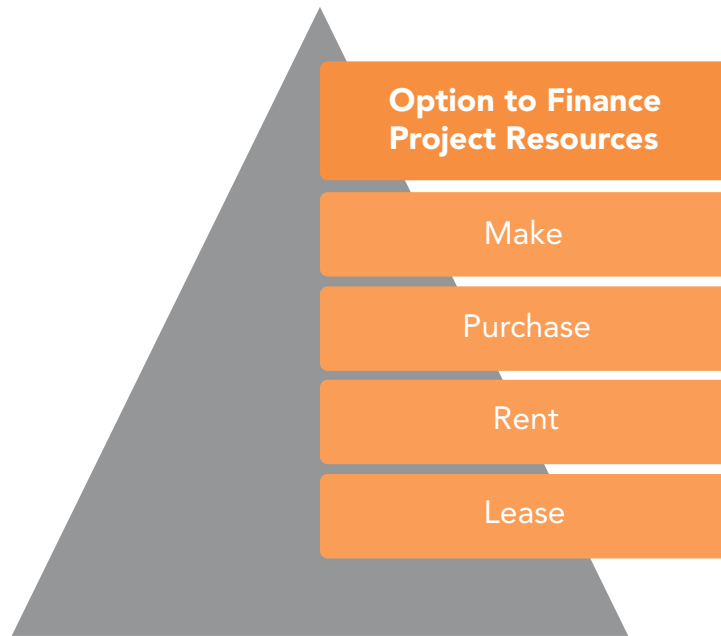 Option to Finance
Project Resources
Make
Purchase
Rent
Lease